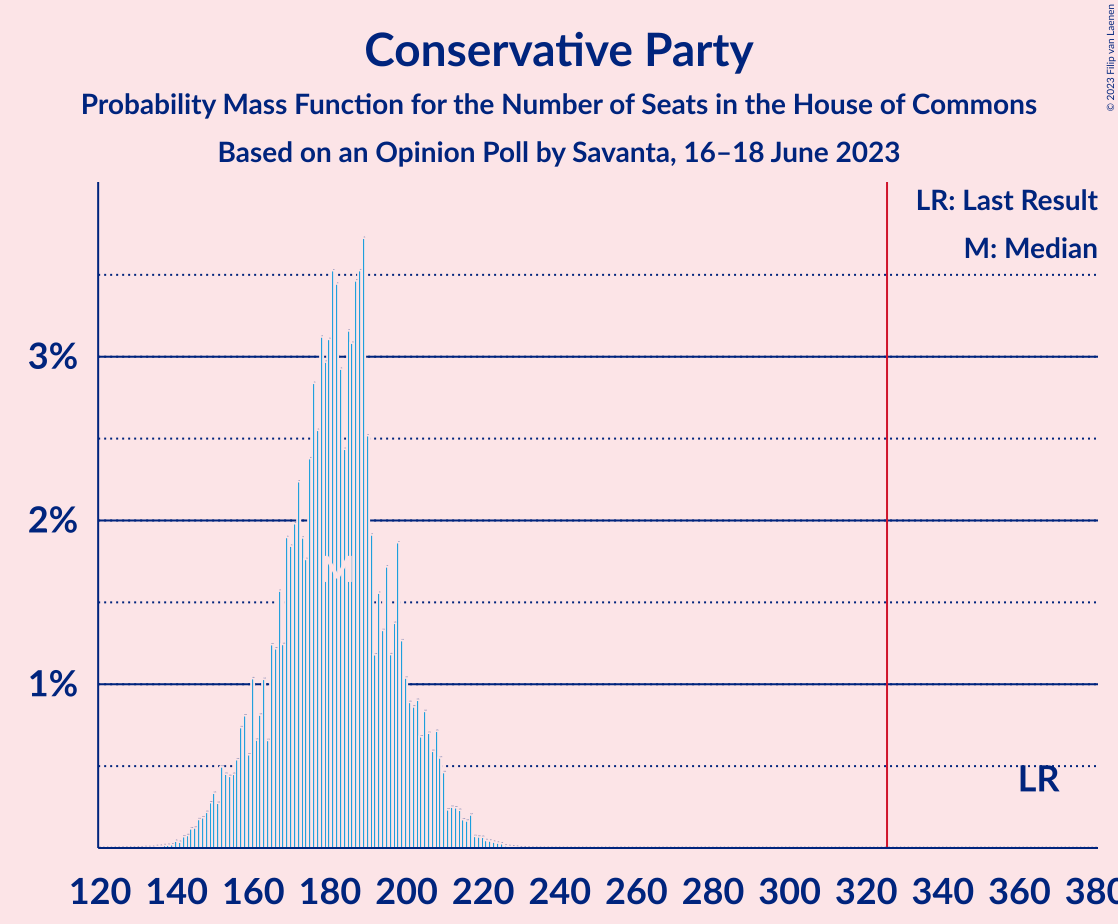 Conservative Party
Probability Mass Function for the Number of Seats in the House of Commons
Based on an Opinion Poll by Savanta, 16–18 June 2023
© 2023 Filip van Laenen
LR: Last Result
M: Median
3%
2%
1%
M
LR
120 140 160 180 200 220 240 260 280 300 320 340 360 380